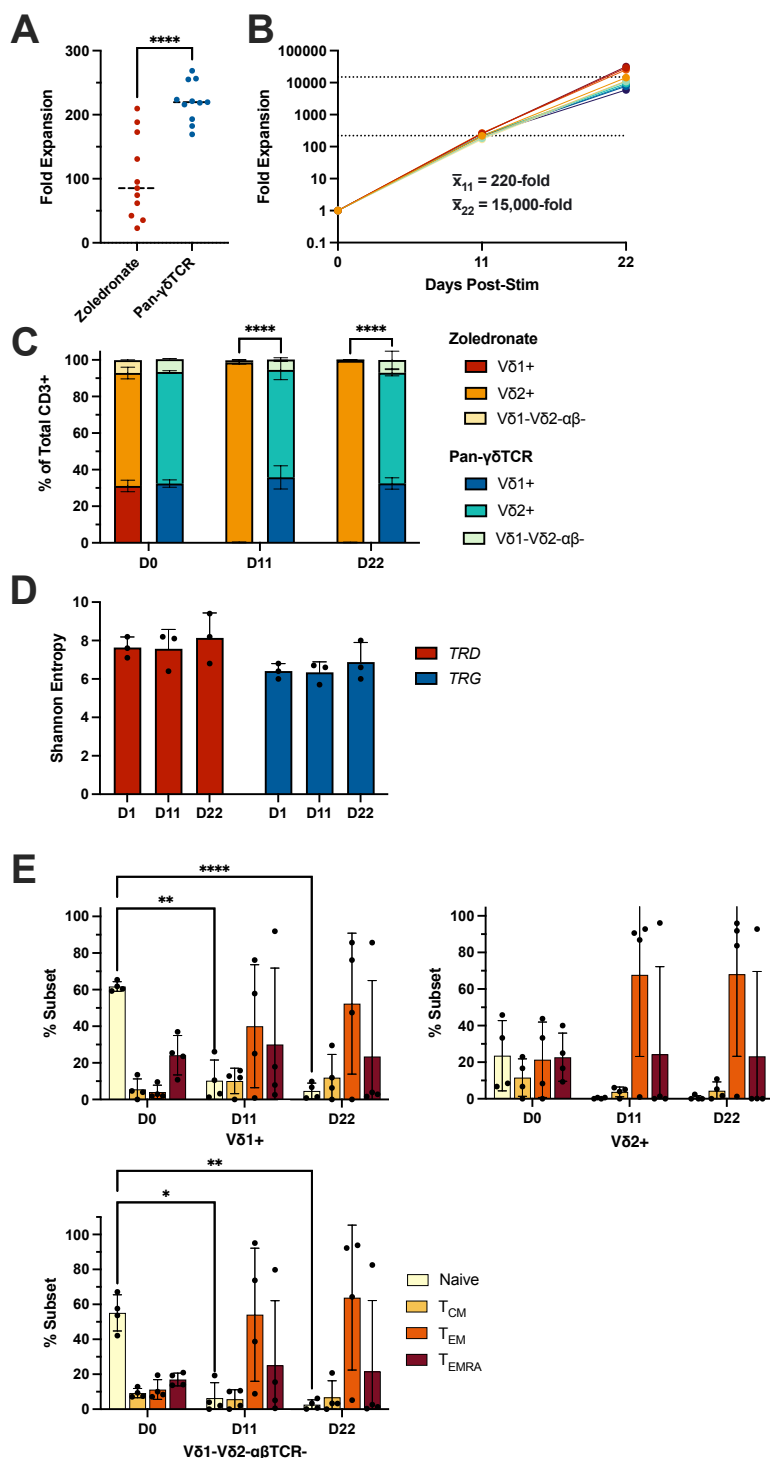 A
****
300
200
100
0
Fold Expansion
Zoledronate
Pan-γδTCR
B
100000
10000
1000
100
10
1
0.1
Fold Expansion
x̅11 = 220-fold
x̅22 = 15,000-fold
0
11
22
Days Post-Stim
C
****
****
100
80
60
40
20
0
% of Total CD3+
D0
D11
D22
Zoledronate
Vδ1+
Vδ2+
Vδ1-Vδ2-αβ-
Pan-γδTCR
Vδ1+
Vδ2+
Vδ1-Vδ2-αβ-
D
10
8
6
4
2
0
Shannon Entropy
D1
D11
D22
D1
D11
D22
TRD
TRG
E
****
**
100
80
60
40
20
0
% Subset
D0
D11
D22
Vδ1+
100
80
60
40
20
0
% Subset
D0
D11
D22
Vδ2+
**
*
100
80
60
40
20
0
% Subset
D0
D11
D22
Vδ1-Vδ2-αβTCR-
Naive
TCM
TEM
TEMRA